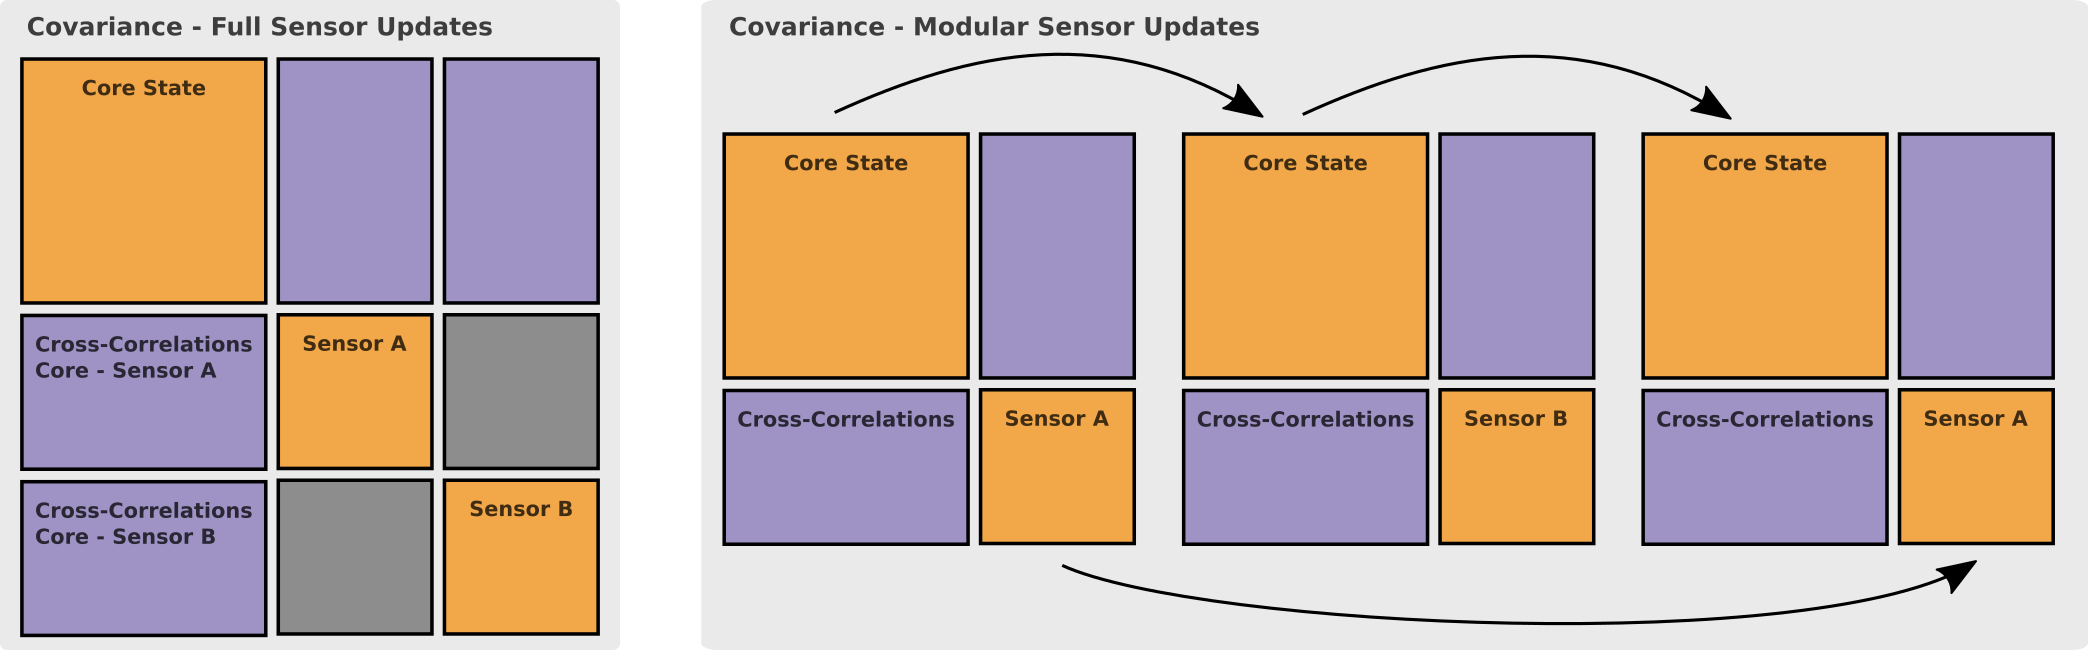 Covariance - Full Sensor Updates
Core State
Cross-Correlations
Core - Sensor A
Sensor A
Cross-Correlations
Core - Sensor B
Sensor B
Covariance - Modular Sensor Updates
Core State
Core State
Core State
Cross-Correlations
Sensor A
Cross-Correlations
Sensor B
Cross-Correlations
Sensor A